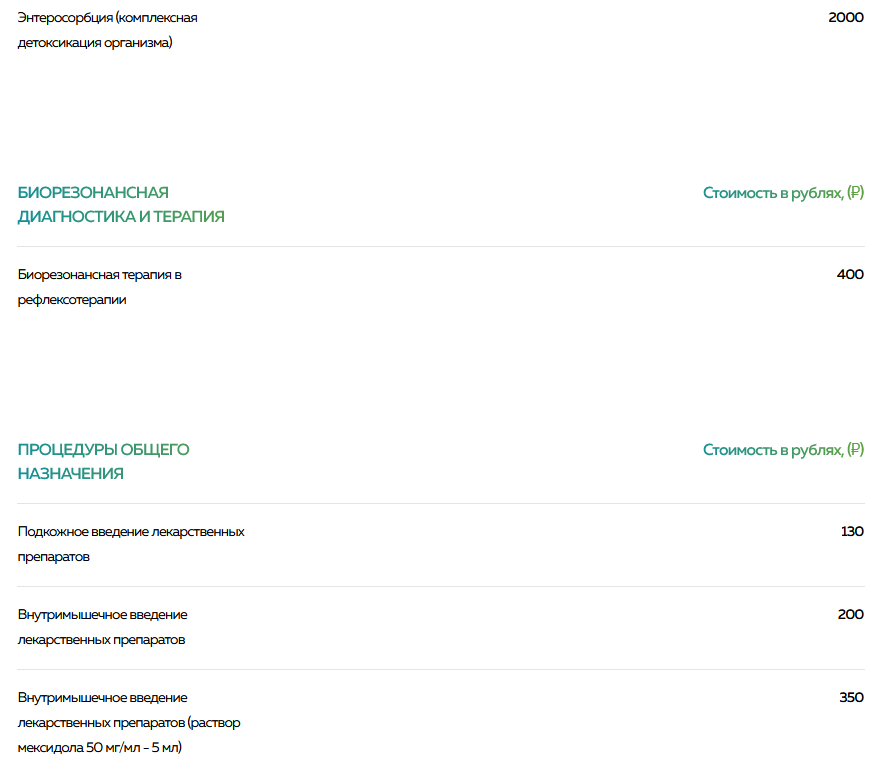 Энтеросорбция (комплексная 2000
детоксикация организма)
БИОРЕЗОНАНСНАЯ Стоимость в рублях, (₽)
ДИАГНОСТИКА И ТЕРАПИЯ
Биорезонансная терапия в 400
рефлексотерапии
ПРОЦЕДУРЫ ОБЩЕГО Стоимость в рублях, (₽)
НАЗНАЧЕНИЯ
Подкожное введение лекарственных 130
препаратов
Внутримышечное введение 200
лекарственных препаратов
Внутримышечное введение 350
лекарственных препаратов (раствор
мексидола 50 мг/мл - 5 мл)